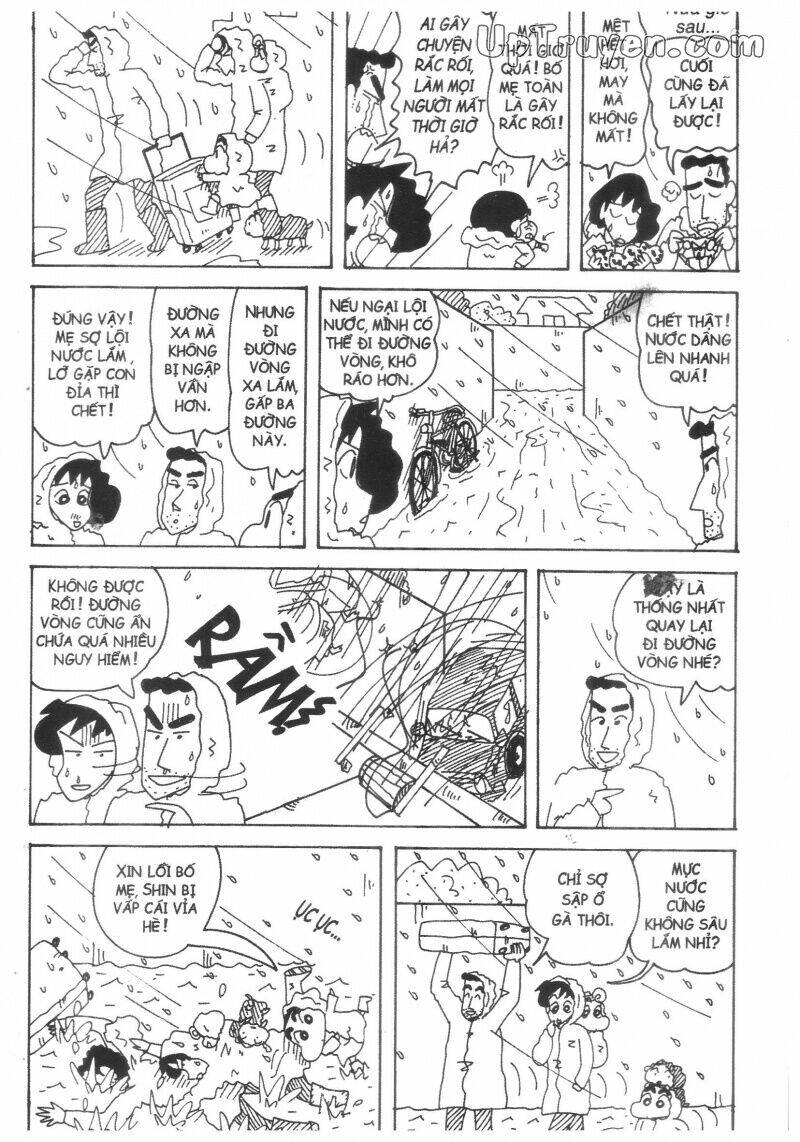 UniTruyen.com
sau...
CUỐI
CÙNG ĐÃ
LẤY LẠI
ĐƯỢC!
MỆT
HẾT
HƠI,
MAY
MÀ
KHÔNG
MẤT!
MẤT
THỜI GIỜ
QUÁ! BỐ
MẸ TOÀN
LÀ GÂY
RẮC RỐI!
AI GÂY
CHUYỆN
RẮC RỐI,
LÀM MỌI
NGƯỜI MẤT
THỜI GIỜ
HẢ?
CHẾT THẬT!
NƯỚC DÂNG
LÊN NHANH
QUÁ!
NẾU NGẠI LỘI
NƯỚC, MÌNH CÓ
THỂ ĐI ĐƯỜNG
VÒNG, KHÔ
RÁO HƠN.
NHƯNG
ĐI
ĐƯỜNG
VÒNG
XA LẮM,
GẤP BA
ĐƯỜNG
NÀY.
ĐƯỜNG
XA MÀ
KHÔNG
BỊ NGẬP
VẪN
HƠN.
ĐÚNG VẬY!
MẸ SỢ LỘI
NƯỚC LẮM,
LỠ GẶP CON
ĐỈA THÌ
CHẾT!
LÀ
THỐNG NHẤT
QUAY LẠI
ĐI ĐƯỜNG
VÒNG NHÉ?
RẦM!
KHÔNG ĐƯỢC
RỒI! ĐƯỜNG
VÒNG CŨNG ẨN
CHỨA QUÁ NHIỀU
NGUY HIỂM!
MỰC
NƯỚC
CŨNG
KHÔNG SÂU
LẮM NHỈ?
CHỈ SỢ
SẬP Ổ
GÀ THÔI.
XIN LỖI BỐ
MẸ, SHIN BỊ
VẤP CÁI VỈA
HÈ!
ỤC ỤC...